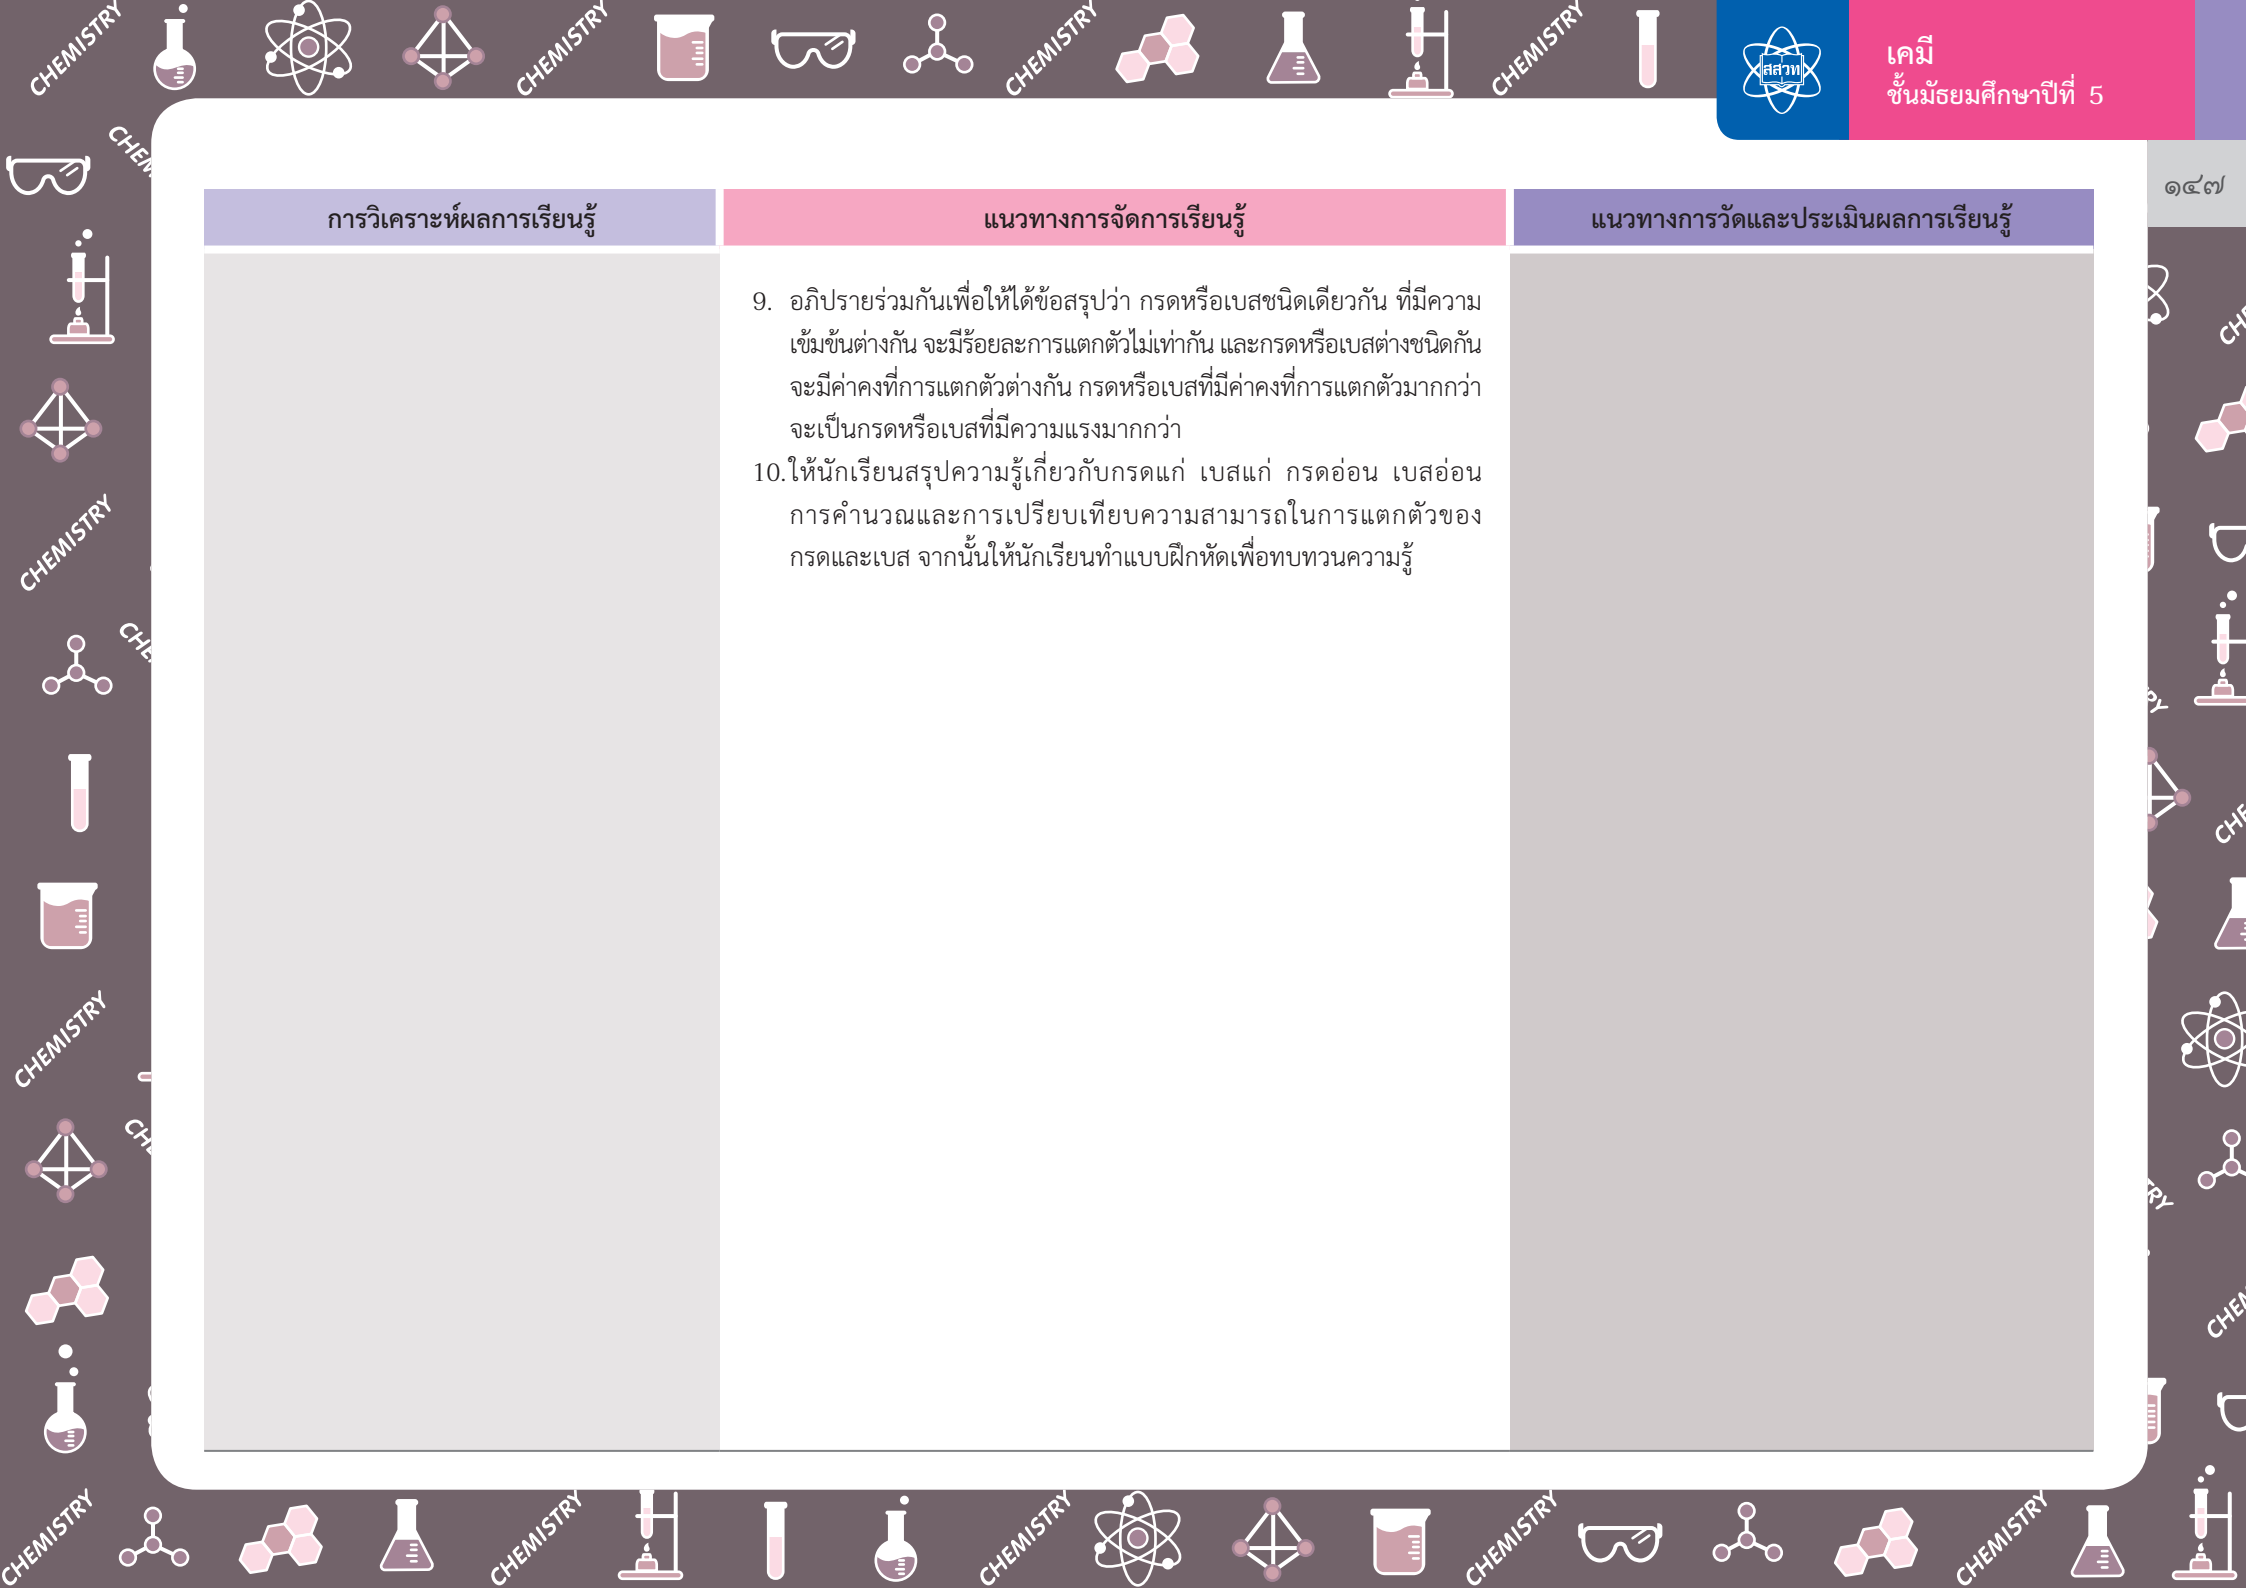 CHEMISTRY
CHEMISTRY
CHEMISTRY
CHEMISTRY
สสวท
เคมี
ชั้นมัธยมศึกษาปีที่ 5
๑๔๗
การวิเคราะห์ผลการเรียนรู้
แนวทางการจัดการเรียนรู้
แนวทางการวัดและประเมินผลการเรียนรู้
9. อภิปรายร่วมกันเพื่อให้ได้ข้อสรุปว่า กรดหรือเบสชนิดเดียวกัน ที่มีความ
เข้มข้นต่างกัน จะมีร้อยละการแตกตัวไม่เท่ากัน และกรดหรือเบสต่างชนิดกัน
จะมีค่าคงที่การแตกตัวต่างกัน กรดหรือเบสที่มีค่าคงที่การแตกตัวมากกว่า
จะเป็นกรดหรือเบสที่มีความแรงมากกว่า
10.ให้นักเรียนสรุปความรู้เกี่ยวกับกรดแก่ เบสแก่ กรดอ่อน เบสอ่อน
การคำนวณและการเปรียบเทียบความสามารถในการแตกตัวของ
กรดและเบส จากนั้นให้นักเรียนทำแบบฝึกหัดเพื่อทบทวนความรู้
CHEMISTRY
CHEMISTRY
CHEMISTRY
CHEMISTRY
CHEMISTRY
CHEMISTRY
CHEMISTRY